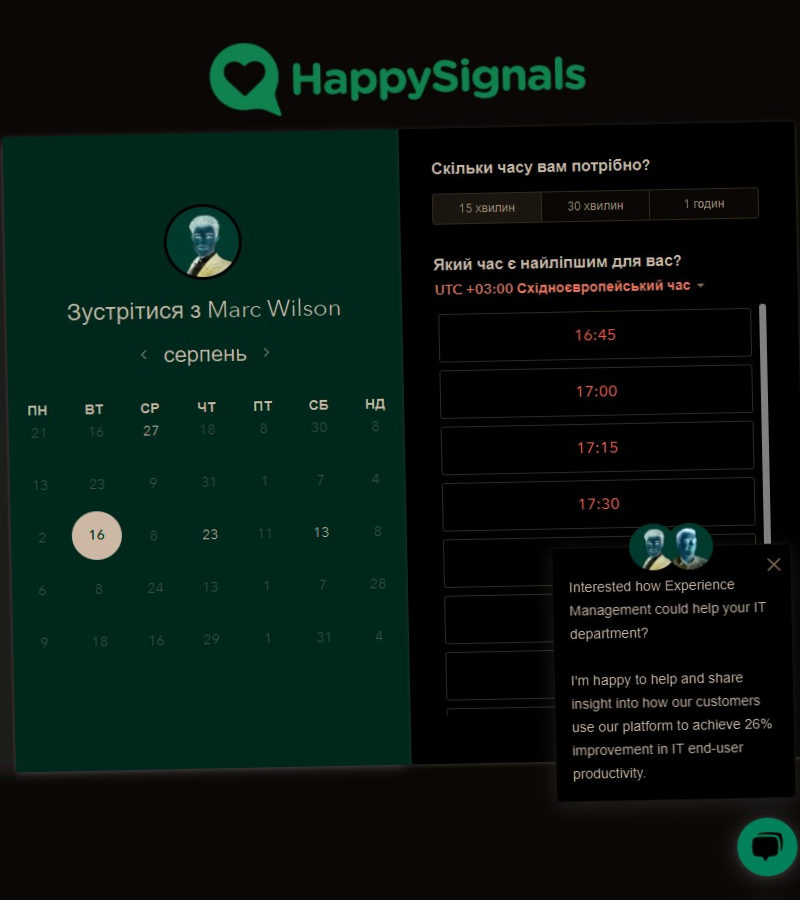 HappySignals
Зустрітися з Marc Wilson
серпень
ПН ВТ СР ЧТ ПТ СБ НД
21 16 27 18 8 30 8
13 23 9 31 1 7 4
2 16 8 23 11 13 8
6 8 24 13 1 7 28
9 18 16 29 1 31 4
Скільки часу вам потрібно?
15 хвилин 30 хвилин 1 годин
Який час є найліпшим для вас?
UTC +03:00 Східноєвропейський час
16:45
17:00
17:15
17:30
Interested how Experience
Management could help your IT
department?
I'm happy to help and share
insight into how our customers
use our platform to achieve 26%
improvement in IT end-user
productivity.